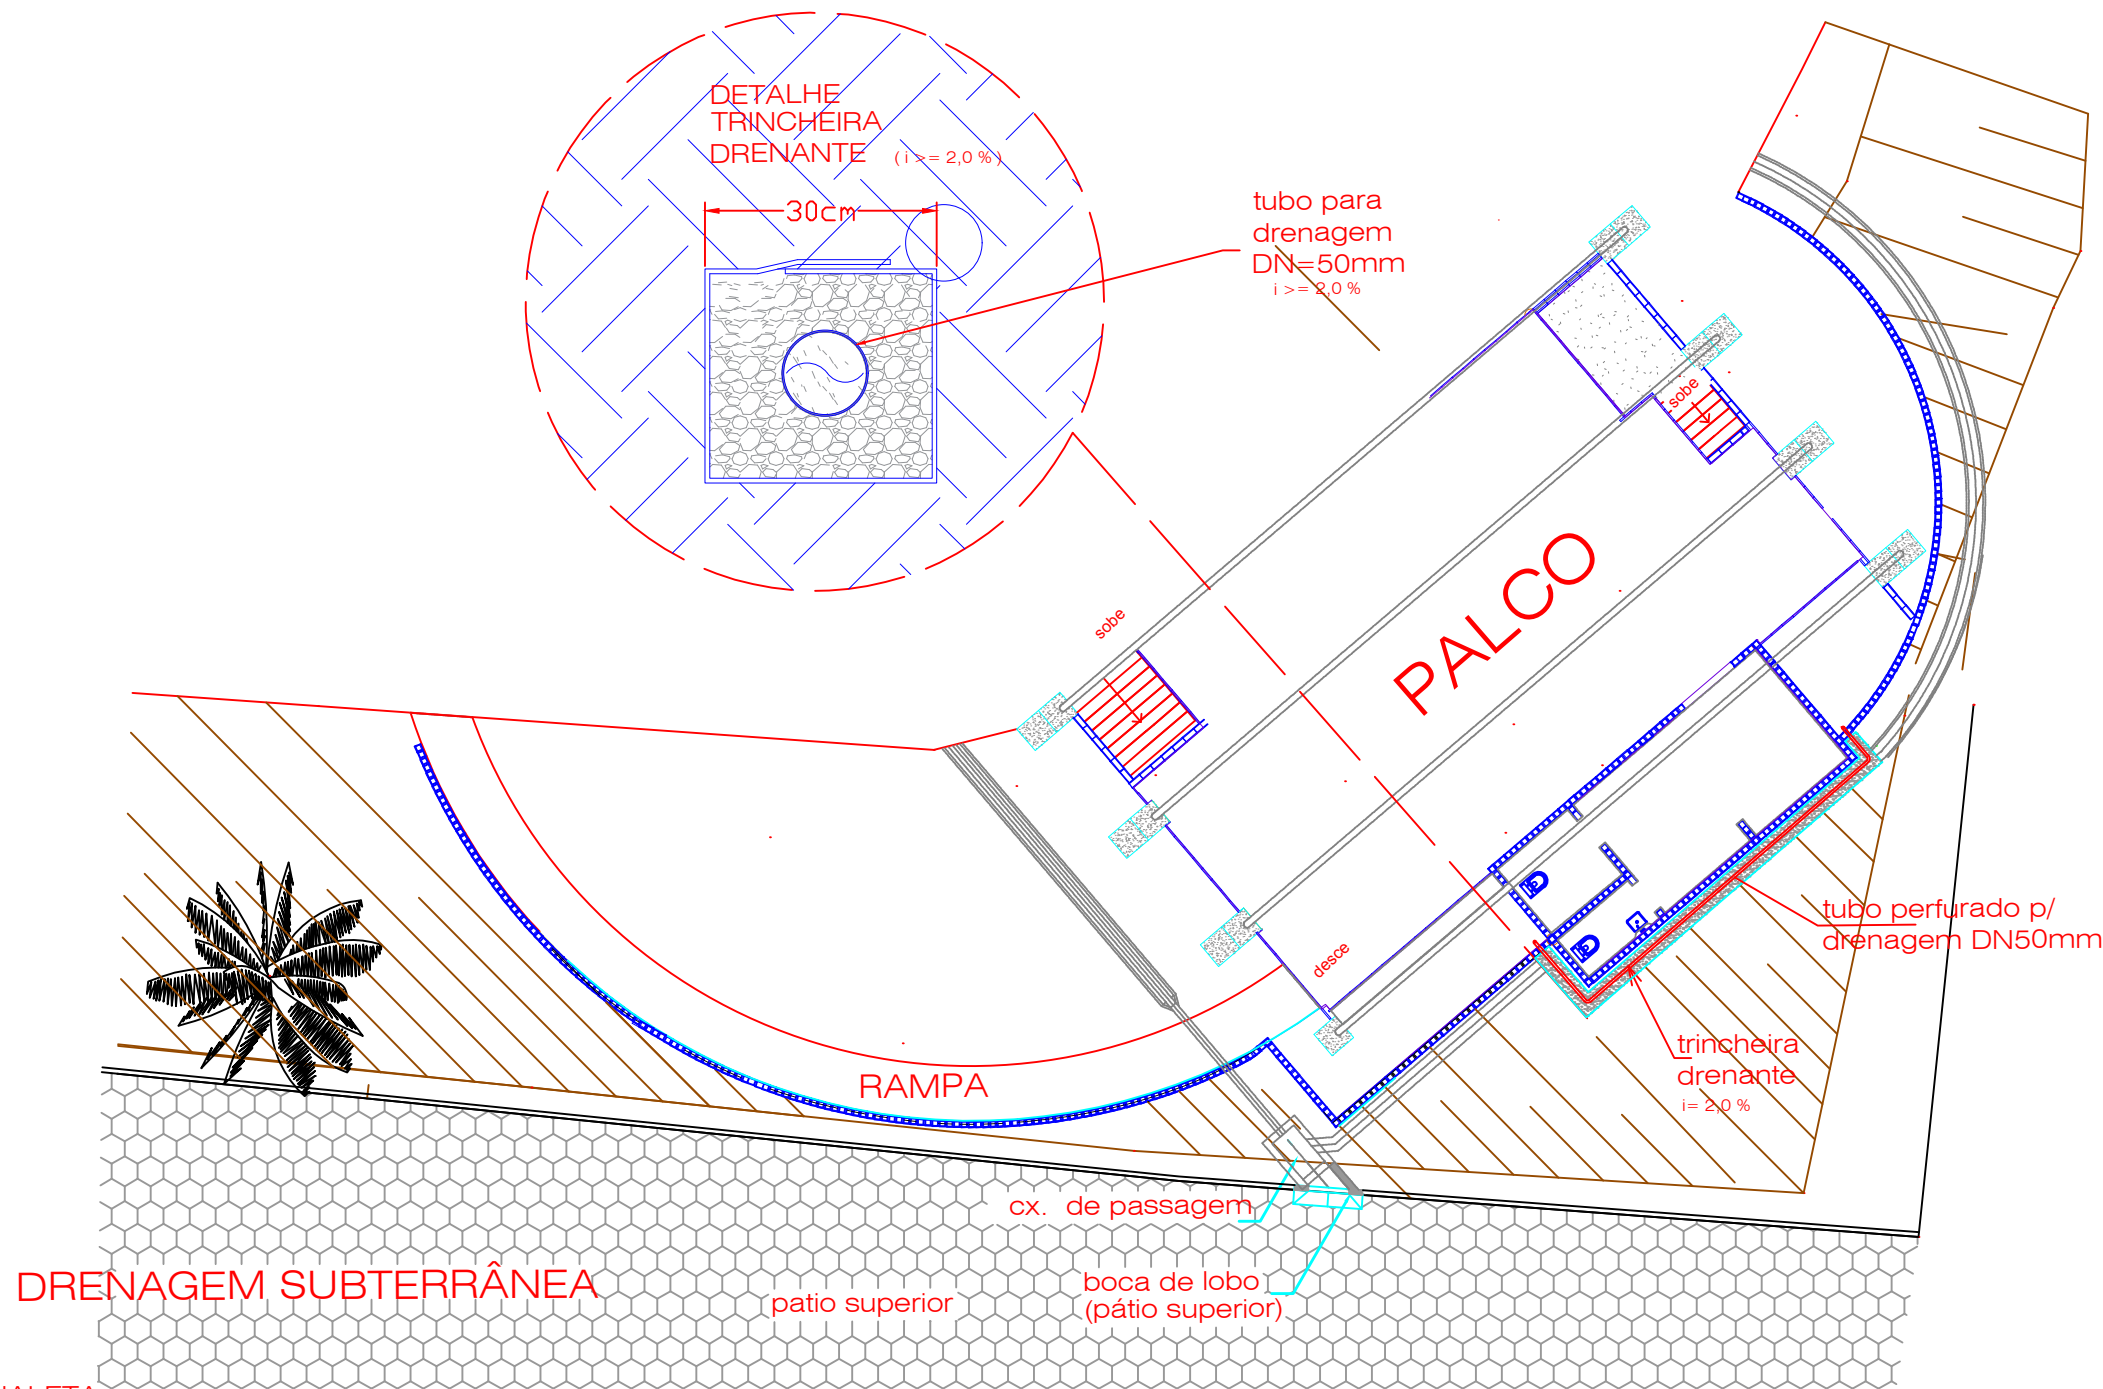 DETALHE
TRINCHEIRA
DRENANTE (i >= 2,0 %)
30cm
tubo para
drenagem
DN=50mm
i >= 2,0 %
sobe
sobe
PALCO
desce
tubo perfurado p/
drenagem DN50mm
trincheira
drenante
i= 2,0 %
RAMPA
cx. de passagem
boca de lobo
(pátio superior)
patio superior
DRENAGEM SUBTERRÂNEA